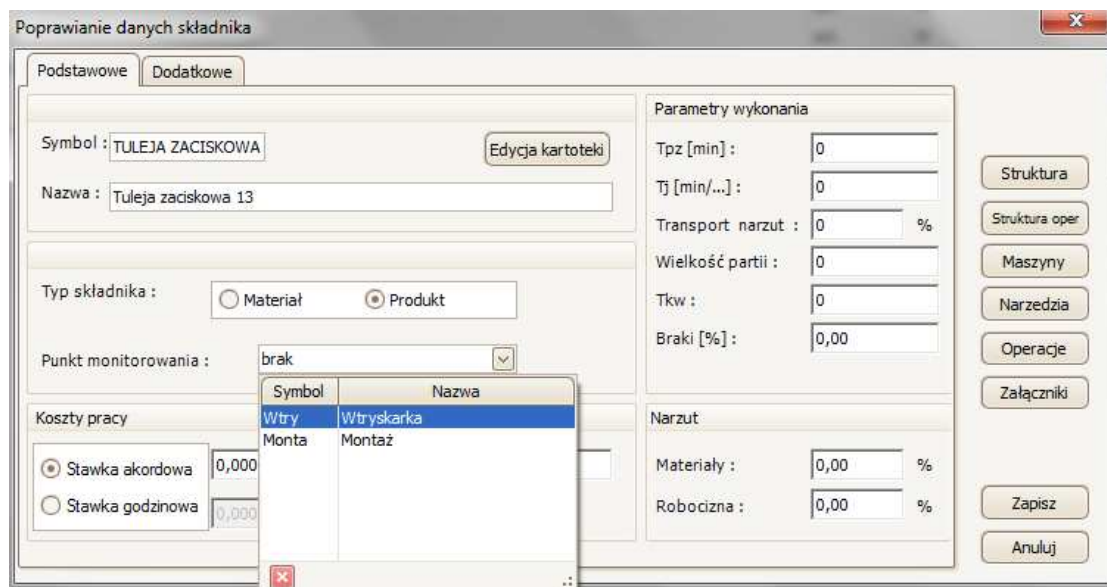 Poprawianie danych składnika
X
Podstawowe
Dodatkowe
Symbol : TULEJA ZACISKOWA
Edycja kartoteki
Nazwa : Tuleja zaciskowa 13
Typ składnika :
Materiał
Produkt
Punkt monitorowania : brak
Symbol Nazwa
Wtry Wtryskarka
Monta Montaż
Koszty pracy
Stawka akordowa 0,000
Stawka godzinowa 0,000
Parametry wykonania
Tpz [min] : 0
Tj [min/...] : 0
Transport narzut : 0 %
Wielkość partii : 0
Tkw : 0
Braki [%] : 0,00
Narzut
Materiały : 0,00 %
Robocizna : 0,00 %
Struktura
Struktura oper
Maszyny
Narzedzia
Operacje
Załączniki
Zapisz
Anuluj